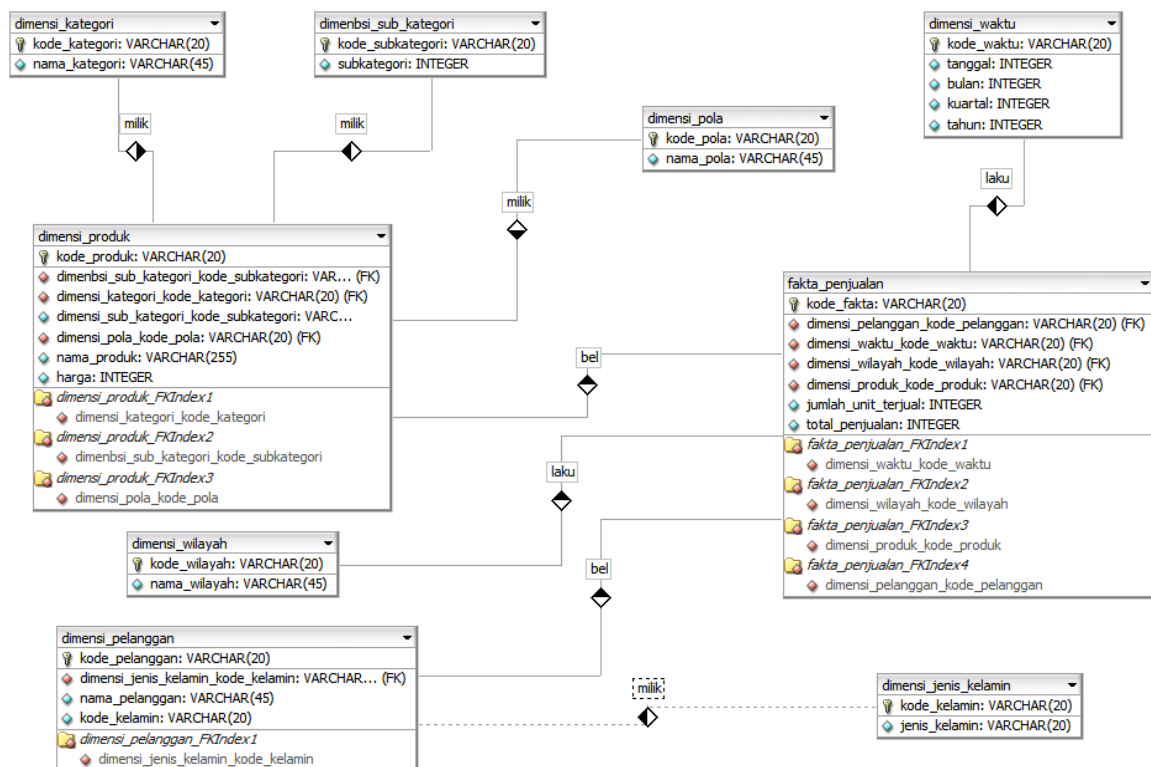 dimensi_kategori
kode_kategori: VARCHAR(20)
nama_kategori: VARCHAR(45)
dimenbsi_sub_kategori
kode_subkategori: VARCHAR(20)
subkategori: INTEGER
dimensi_waktu
kode_waktu: VARCHAR(20)
tanggal: INTEGER
bulan: INTEGER
kuartal: INTEGER
tahun: INTEGER
dimensi_pola
kode_pola: VARCHAR(20)
nama_pola: VARCHAR(45)
milik
milik
milik
laku
dimensi_produk
kode_produk: VARCHAR(20)
dimenbsi_sub_kategori_kode_subkategori: VAR... (FK)
dimensi_kategori_kode_kategori: VARCHAR(20) (FK)
dimensi_sub_kategori_kode_subkategori: VARC...
dimensi_pola_kode_pola: VARCHAR(20) (FK)
nama_produk: VARCHAR(255)
harga: INTEGER
dimensi_produk_FKIndex1
dimensi_kategori_kode_kategori
dimensi_produk_FKIndex2
dimenbsi_sub_kategori_kode_subkategori
dimensi_produk_FKIndex3
dimensi_pola_kode_pola
fakta_penjualan
kode_fakta: VARCHAR(20)
dimensi_pelanggan_kode_pelanggan: VARCHAR(20) (FK)
dimensi_waktu_kode_waktu: VARCHAR(20) (FK)
dimensi_wilayah_kode_wilayah: VARCHAR(20) (FK)
dimensi_produk_kode_produk: VARCHAR(20) (FK)
jumlah_unit_terjual: INTEGER
total_penjualan: INTEGER
fakta_penjualan_FKIndex1
dimensi_waktu_kode_waktu
fakta_penjualan_FKIndex2
dimensi_wilayah_kode_wilayah
fakta_penjualan_FKIndex3
dimensi_produk_kode_produk
fakta_penjualan_FKIndex4
dimensi_pelanggan_kode_pelanggan
bel
laku
bel
dimensi_wilayah
kode_wilayah: VARCHAR(20)
nama_wilayah: VARCHAR(45)
dimensi_pelanggan
kode_pelanggan: VARCHAR(20)
dimensi_jenis_kelamin_kode_kelamin: VARCHAR... (FK)
nama_pelanggan: VARCHAR(45)
kode_kelamin: VARCHAR(20)
dimensi_pelanggan_FKIndex1
dimensi_jenis_kelamin_kode_kelamin
milik
dimensi_jenis_kelamin
kode_kelamin: VARCHAR(20)
jenis_kelamin: VARCHAR(20)